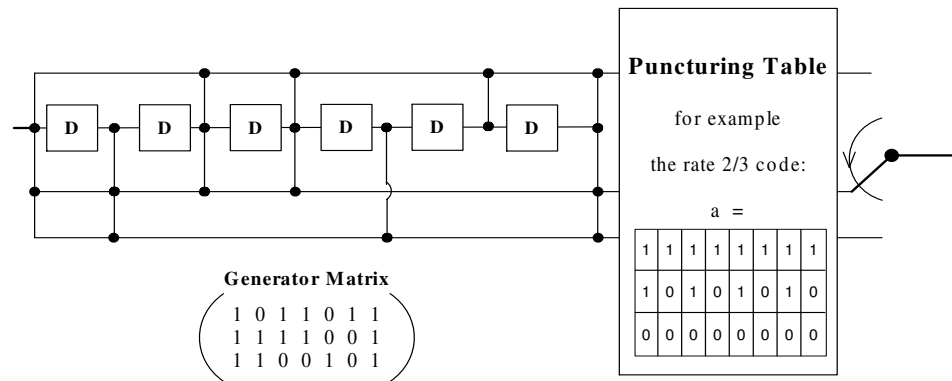 D D D D D D
Puncturing Table
for example
the rate 2/3 code:
a =
1 1 1 1 1 1 1 1
1 0 1 0 1 0 1 0
0 0 0 0 0 0 0 0
Generator Matrix
1 0 1 1 0 1 1
1 1 1 1 0 0 1
1 1 0 0 1 0 1